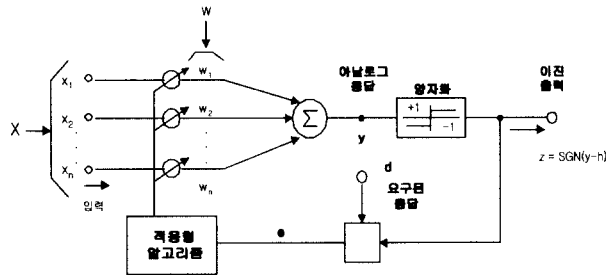 W
X
x1
x2
xn
입력
w1
w2
wn
Σ
아날로그
응답
y
양자화
+1
-1
이진
출력
z = SGN(y-h)
d
요구된
응답
적응형
알고리즘